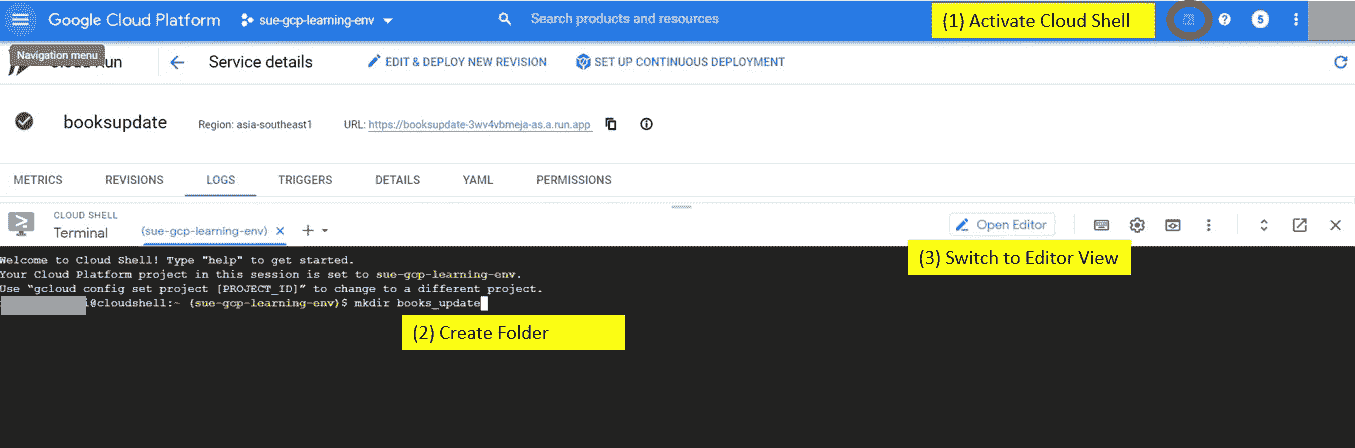 Google Cloud Platform
sue-gcp-learning-env
Search products and resources
(1) Activate Cloud Shell
?
5
Navigation menu
Run
Service details
EDIT & DEPLOY NEW REVISION
SET UP CONTINUOUS DEPLOYMENT
booksupdate
Region: asia-southeast1
URL: https://booksupdate-3wv4vbmeja-as.a.run.app
METRICS
REVISIONS
LOGS
TRIGGERS
DETAILS
YAML
PERMISSIONS
CLOUD SHELL
Terminal
(sue-gcp-learning-env)
Open Editor
(3) Switch to Editor View
Welcome to Cloud Shell! Type "help" to get started.
Your Cloud Platform project in this session is set to sue-gcp-learning-env.
Use “gcloud config set project [PROJECT_ID]” to change to a different project.
i@cloudshell:~ (sue-gcp-learning-env)$ mkdir books_update
(2) Create Folder